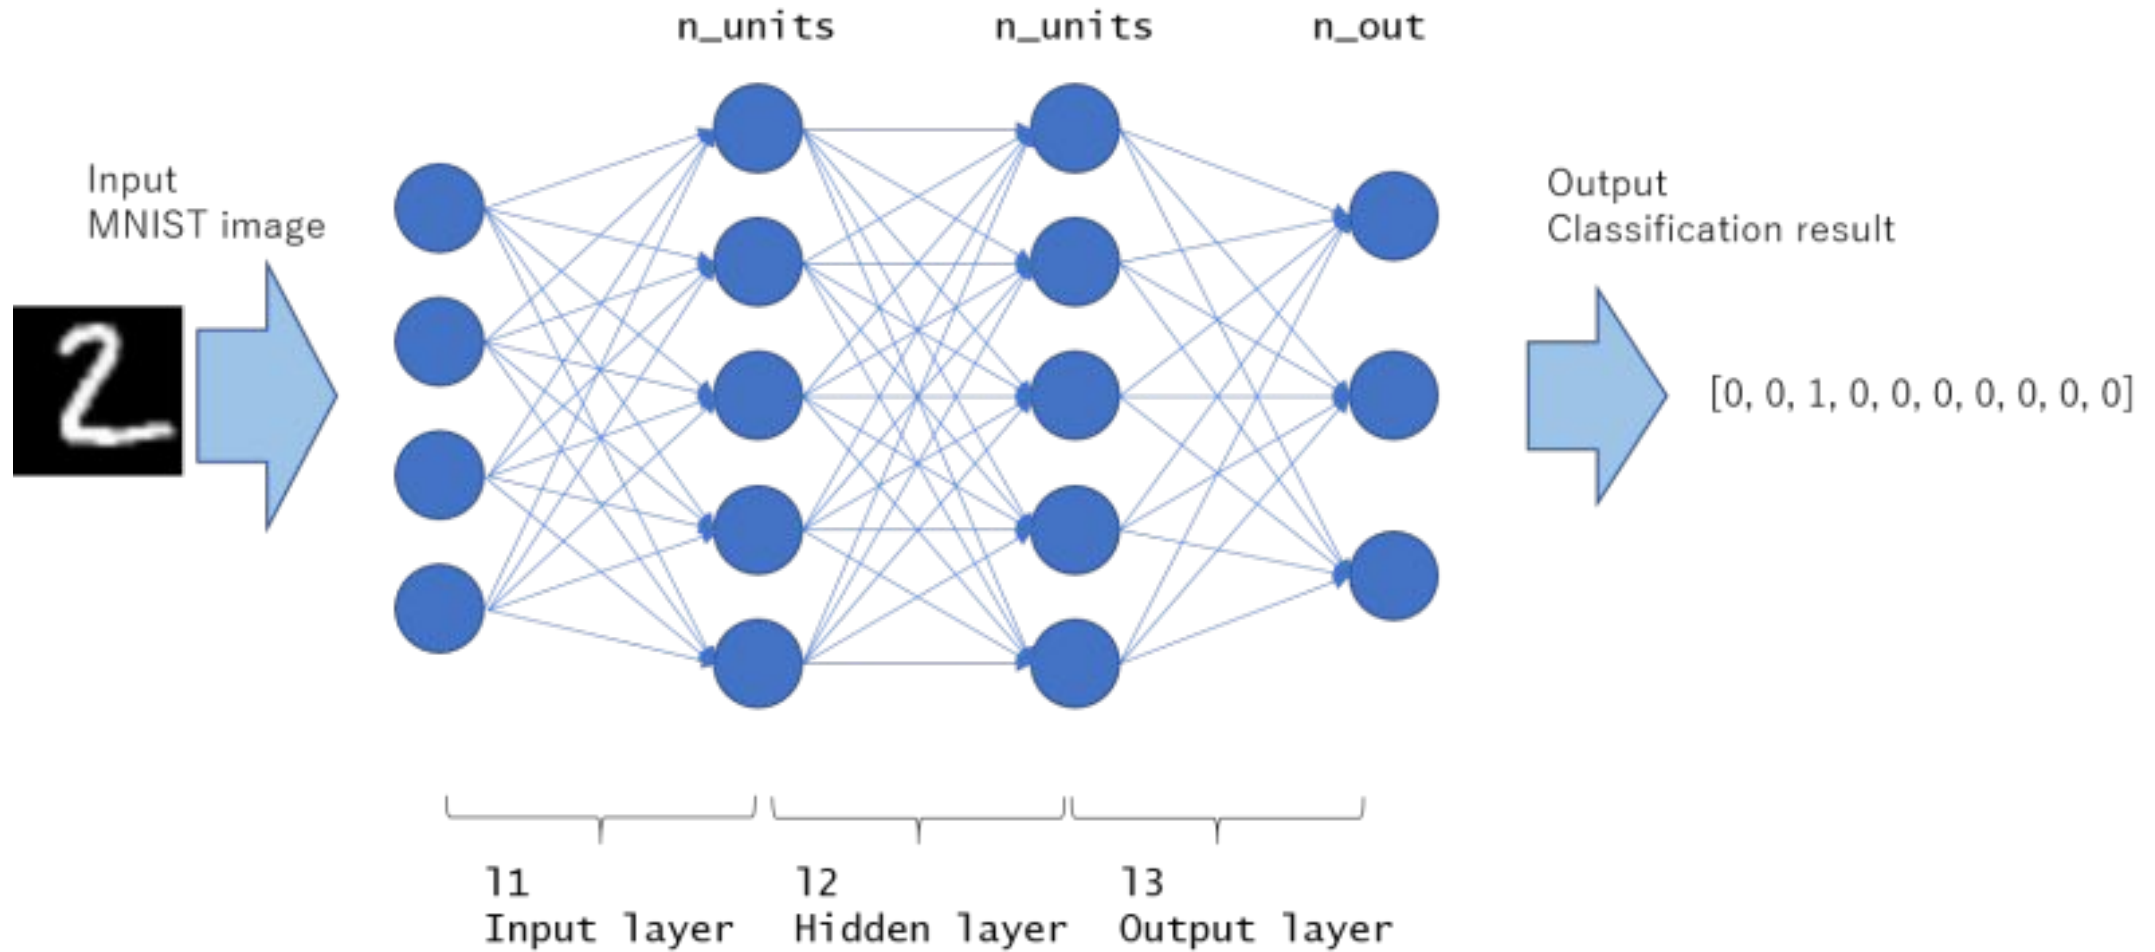 n_units
n_units
n_out
Input
MNIST image
2
Output
Classification result
[0, 0, 1, 0, 0, 0, 0, 0, 0, 0]
l1
Input layer
l2
Hidden layer
l3
Output layer